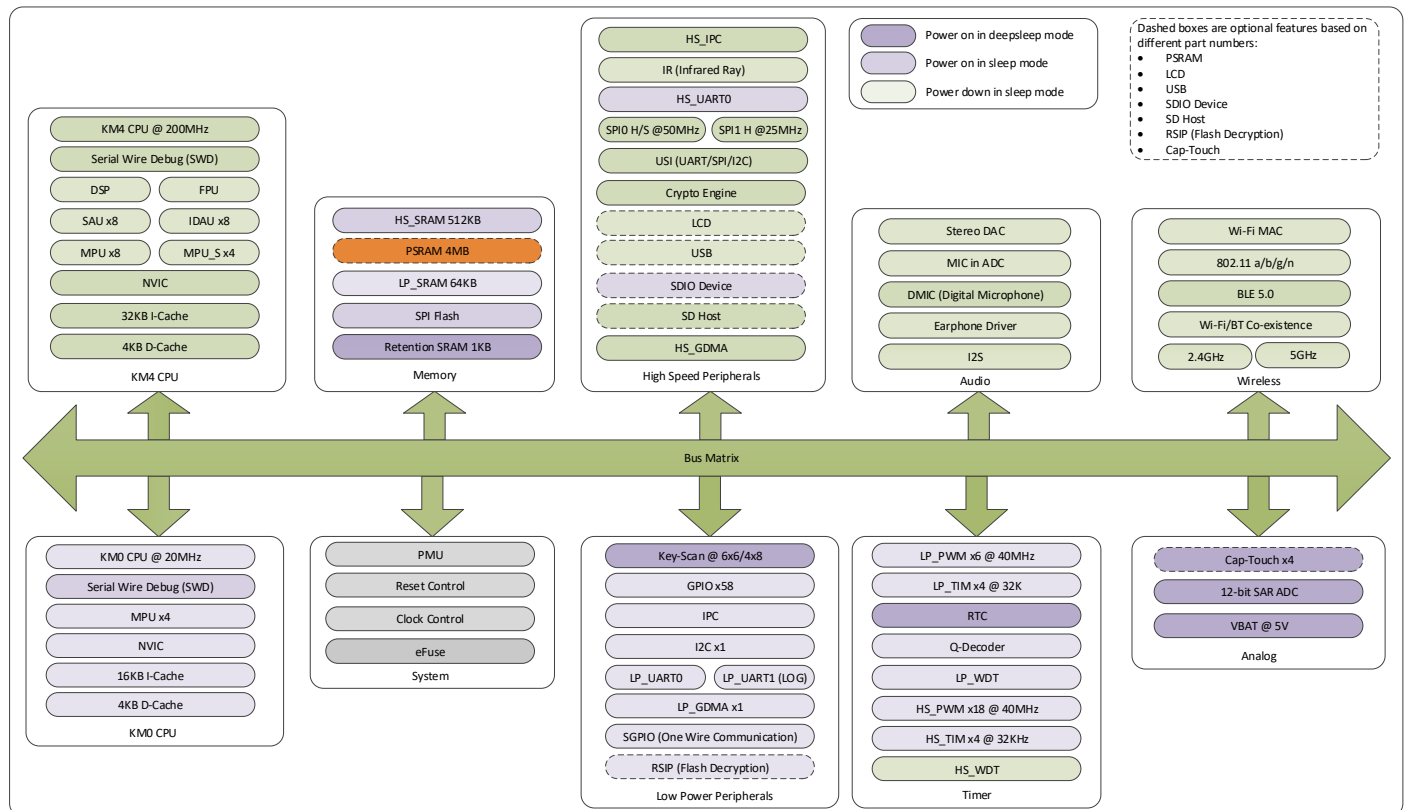 KM4 CPU @ 200MHz
Serial Wire Debug (SWD)
DSP
FPU
SAU x8
IDAU x8
MPU x8
MPU_S x4
NVIC
32KB I-Cache
4KB D-Cache
KM4 CPU
HS_SRAM 512KB
PSRAM 4MB
LP_SRAM 64KB
SPI Flash
Retention SRAM 1KB
Memory
HS_IPC
IR (Infrared Ray)
HS_UART0
SPI0 H/S @50MHz
SPI1 H @25MHz
USI (UART/SPI/I2C)
Crypto Engine
LCD
USB
SDIO Device
SD Host
HS_GDMA
High Speed Peripherals
Power on in deepsleep mode
Power on in sleep mode
Power down in sleep mode
Dashed boxes are optional features based on
different part numbers:
• PSRAM
• LCD
• USB
• SDIO Device
• SD Host
• RSIP (Flash Decryption)
• Cap-Touch
Stereo DAC
MIC in ADC
DMIC (Digital Microphone)
Earphone Driver
I2S
Audio
Wi-Fi MAC
802.11 a/b/g/n
BLE 5.0
Wi-Fi/BT Co-existence
2.4GHz
5GHz
Wireless
Bus Matrix
KM0 CPU @ 20MHz
Serial Wire Debug (SWD)
MPU x4
NVIC
16KB I-Cache
4KB D-Cache
KM0 CPU
PMU
Reset Control
Clock Control
eFuse
System
Key-Scan @ 6x6/4x8
GPIO x58
IPC
I2C x1
LP_UART0
LP_UART1 (LOG)
LP_GDMA x1
SGPIO (One Wire Communication)
RSIP (Flash Decryption)
Low Power Peripherals
LP_PWM x6 @ 40MHz
LP_TIM x4 @ 32K
RTC
Q-Decoder
LP_WDT
HS_PWM x18 @ 40MHz
HS_TIM x4 @ 32KHz
HS_WDT
Timer
Cap-Touch x4
12-bit SAR ADC
VBAT @ 5V
Analog